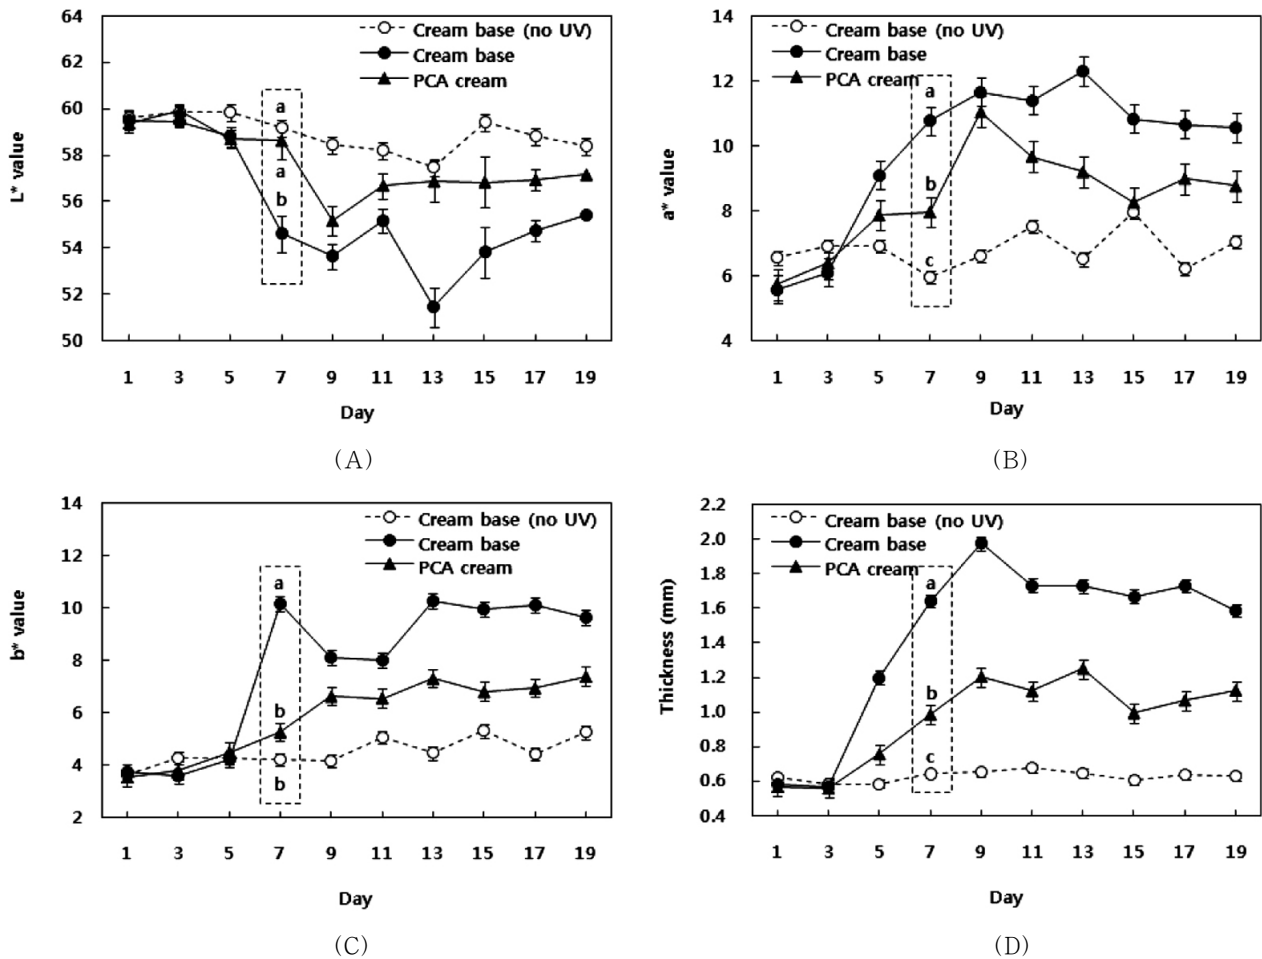 64
62
60
58
56
54
52
50
L* value
Cream base (no UV)
Cream base
PCA cream
a
a
b
1 3 5 7 9 11 13 15 17 19
Day
(A)
14
12
10
8
6
4
a* value
Cream base (no UV)
Cream base
PCA cream
a
b
c
1 3 5 7 9 11 13 15 17 19
Day
(B)
14
12
10
8
6
4
2
b* value
Cream base (no UV)
Cream base
PCA cream
a
b
b
1 3 5 7 9 11 13 15 17 19
Day
(C)
2.2
2.0
1.8
1.6
1.4
1.2
1.0
0.8
0.6
0.4
Thickness (mm)
Cream base (no UV)
Cream base
PCA cream
a
b
c
1 3 5 7 9 11 13 15 17 19
Day
(D)